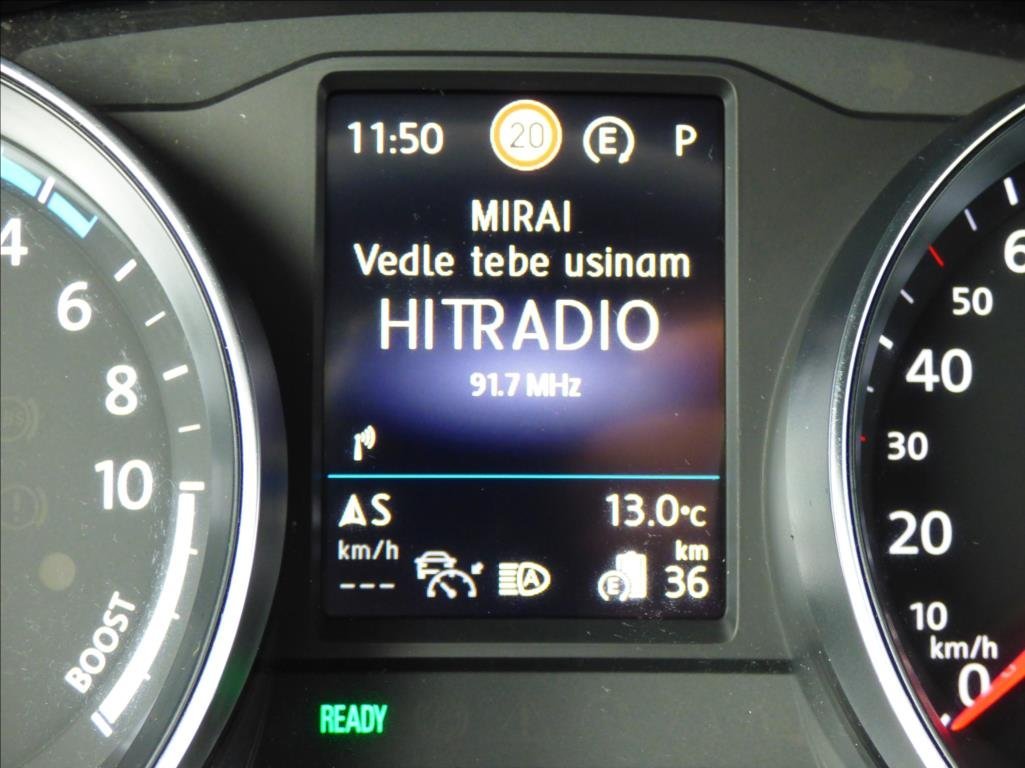 11:50 20 E P
MIRAI
Vedle tebe usinam
HITRADIO
91.7 MHz
S 13.0°C
km/h km
--- A E 36
READY
4
6
8
10
BOOST
50
40
30
20
10
km/h
0